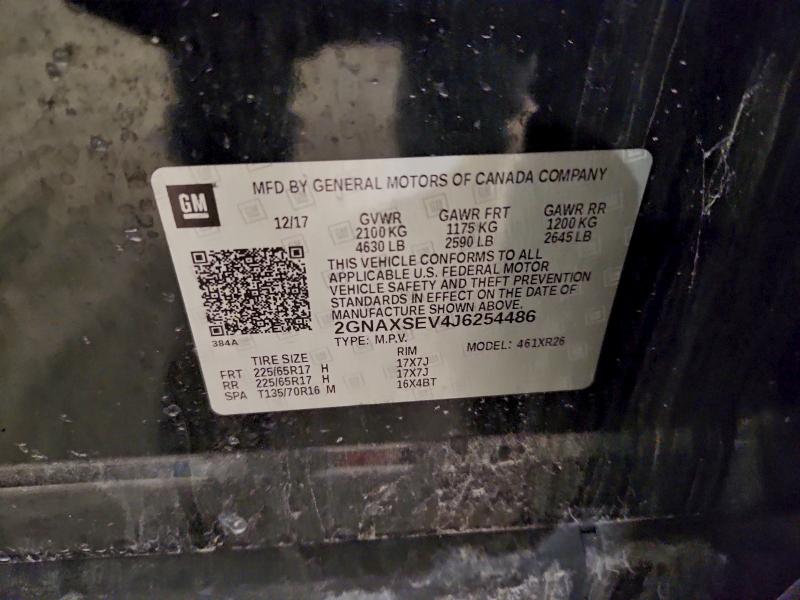 GM
MFD BY GENERAL MOTORS OF CANADA COMPANY
12/17 GVWR GAWR FRT GAWR RR
2100 KG 1175 KG 1200 KG
4630 LB 2590 LB 2645 LB
THIS VEHICLE CONFORMS TO ALL
APPLICABLE U.S. FEDERAL MOTOR
VEHICLE SAFETY AND THEFT PREVENTION
STANDARDS IN EFFECT ON THE DATE OF
MANUFACTURE SHOWN ABOVE.
2GNAXSEV4J6254486
384A
TYPE: M.P.V. MODEL: 461XR26
TIRE SIZE RIM
FRT 225/65R17 H 17X7J
RR 225/65R17 H 17X7J
SPA T135/70R16 M 16X4BT